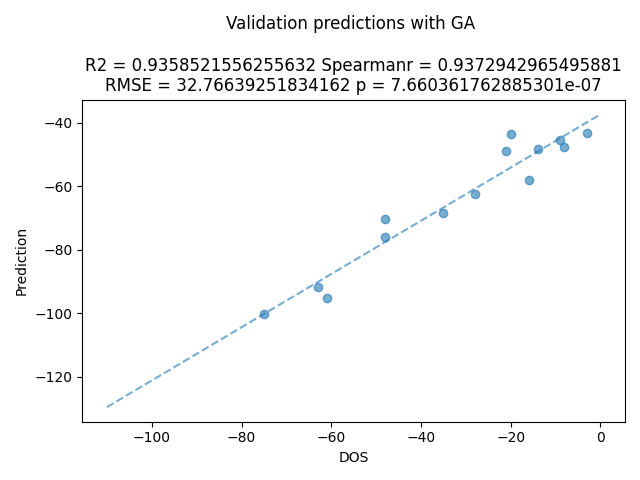 Validation predictions with GA
R2 = 0.9358521556255632 Spearmanr = 0.9372942965495881
RMSE = 32.76639251834162 p = 7.660361762885301e-07
−40
−60
−80
−100
−120
Prediction
−100
−80
−60
−40
−20
0
DOS